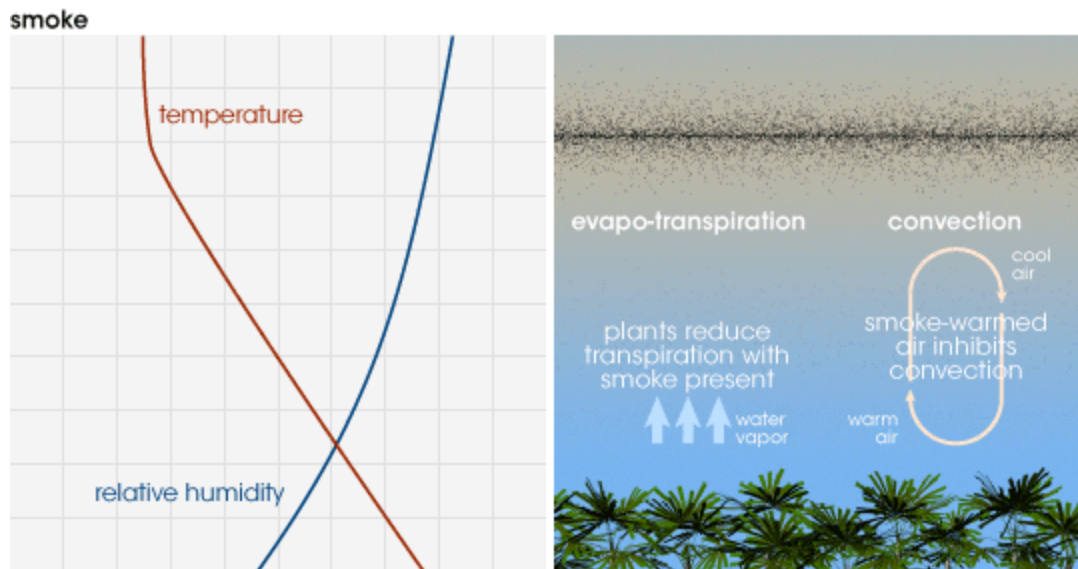 smoke
temperature
relative humidity
evapo-transpiration
plants reduce
transpiration with
smoke present
water
vapor
convection
cool
air
smoke-warmed
air inhibits
convection
warm
air